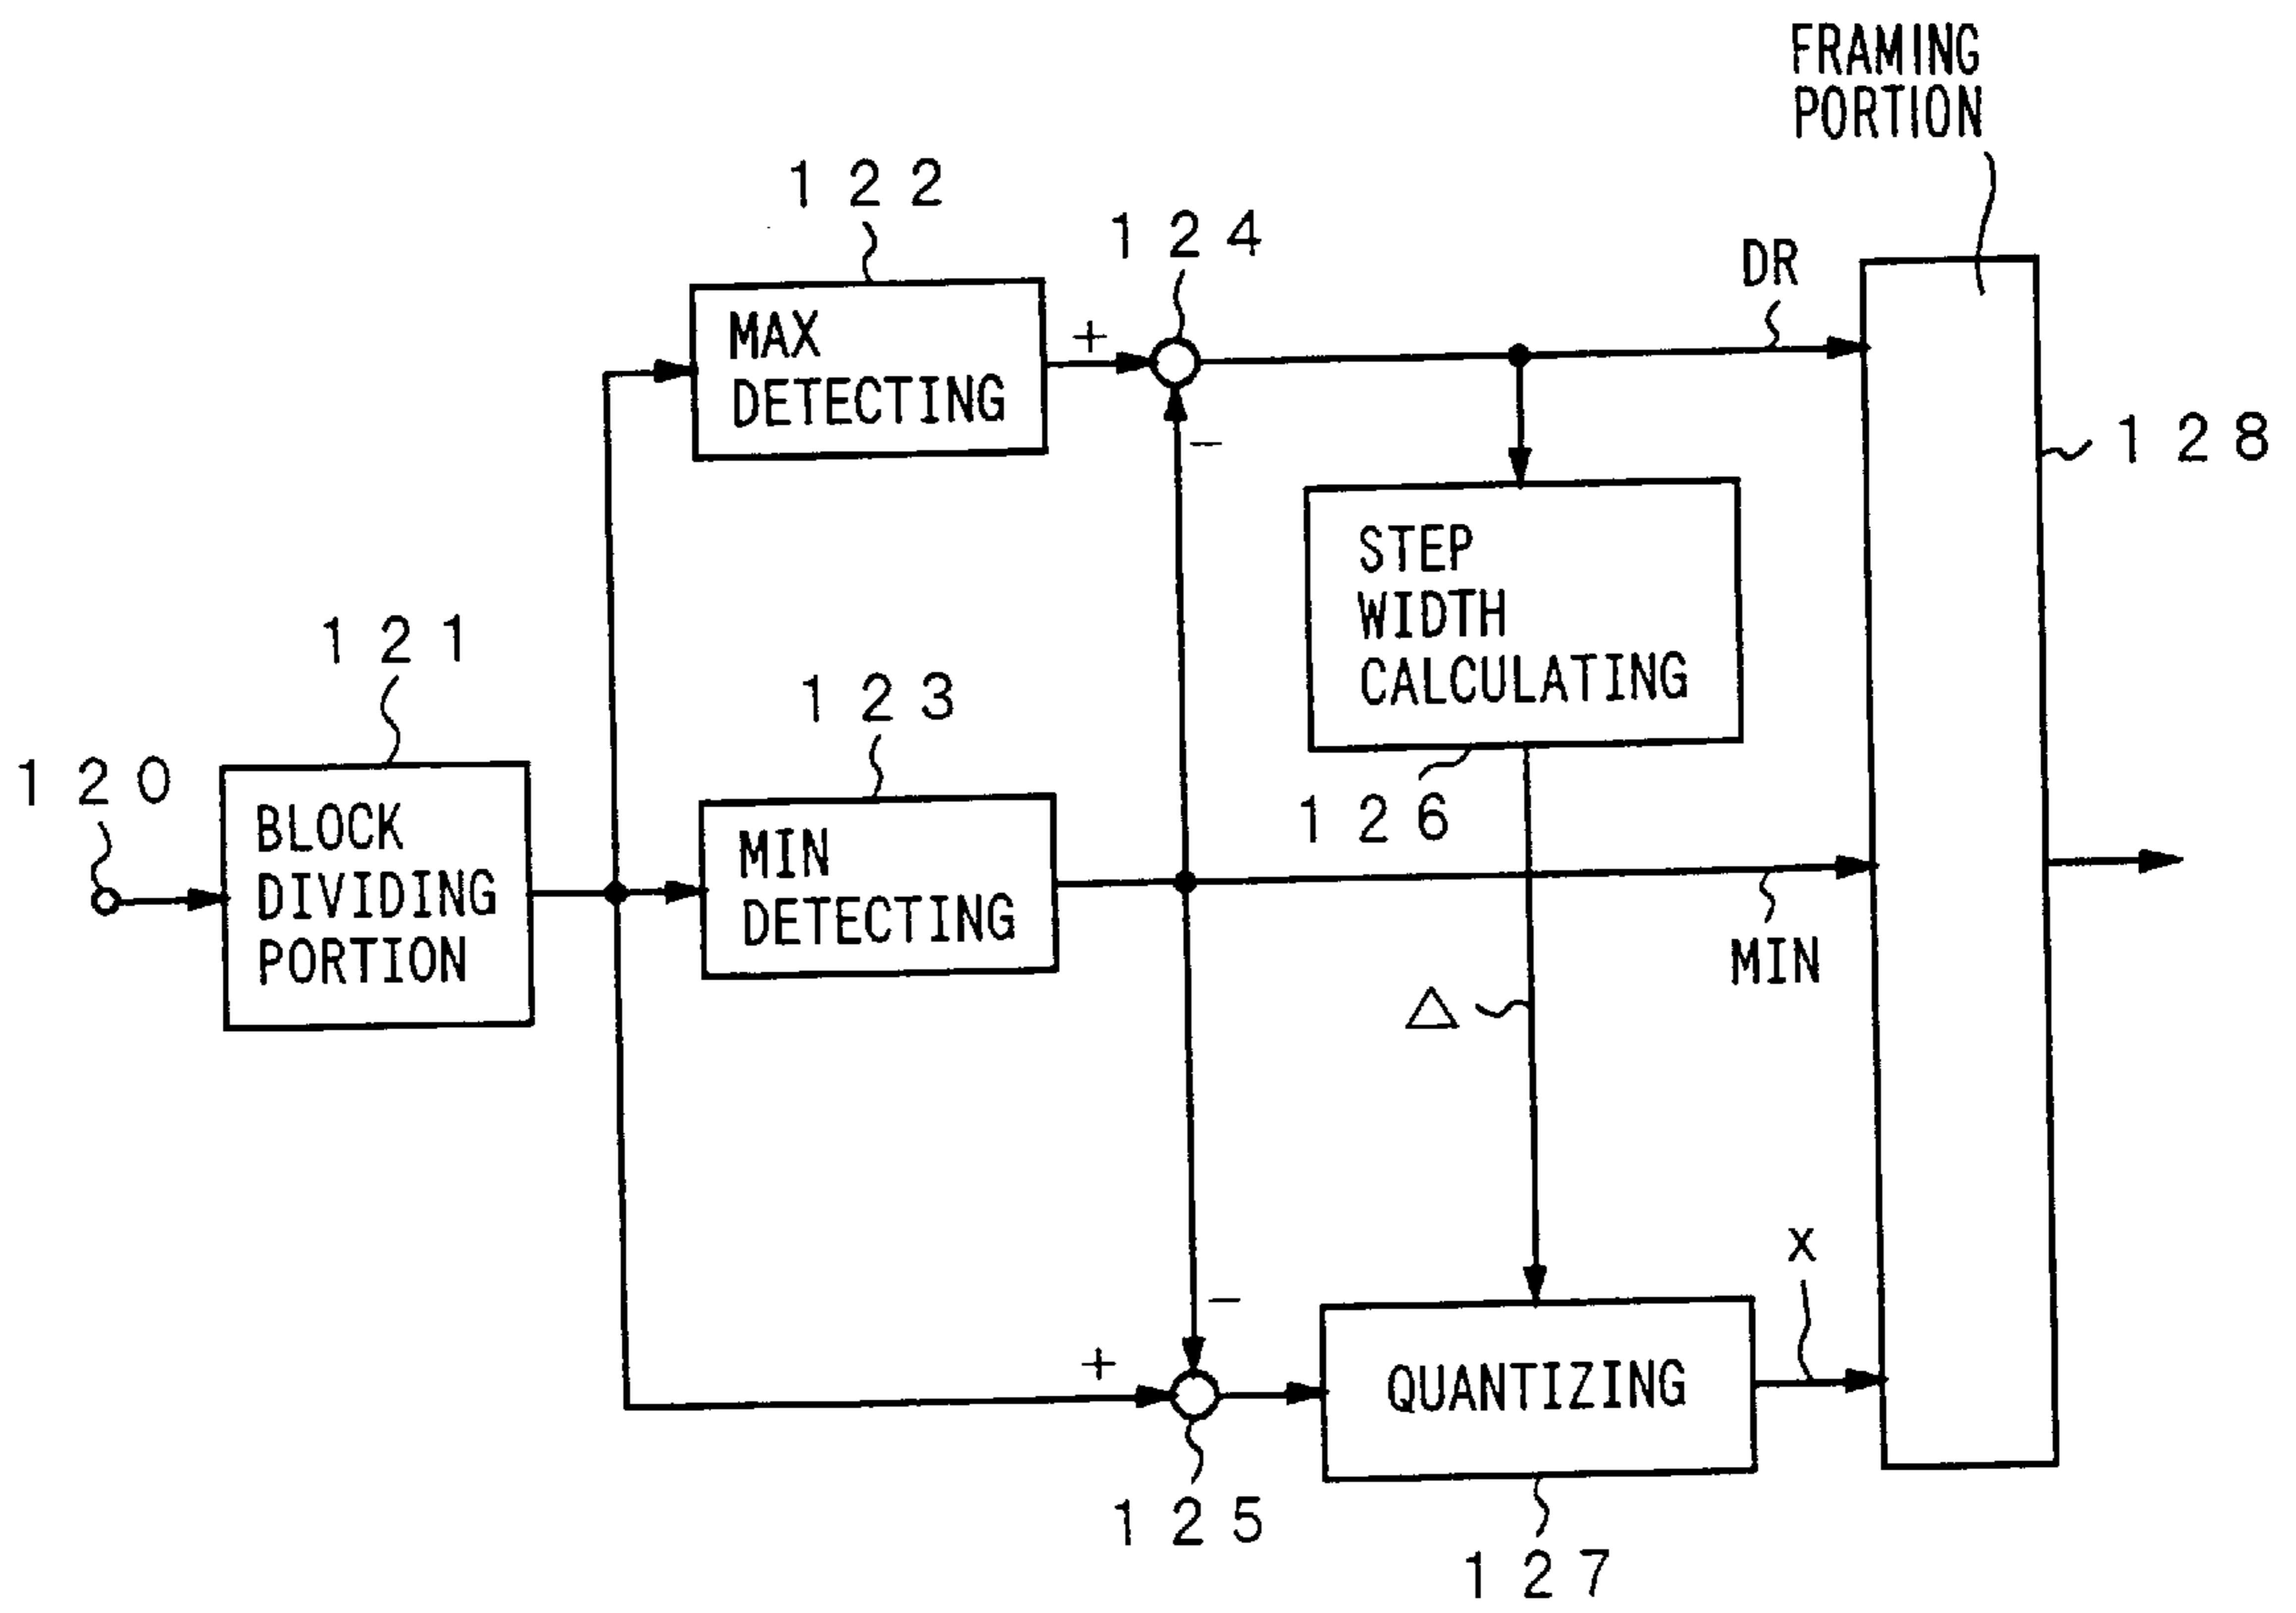 FRAMING
PORTION
122
124
DR
MAX
DETECTING
+
−
128
STEP
WIDTH
CALCULATING
121
123
120
126
BLOCK
DIVIDING
PORTION
MIN
DETECTING
MIN
△
−
x
+
QUANTIZING
125
127